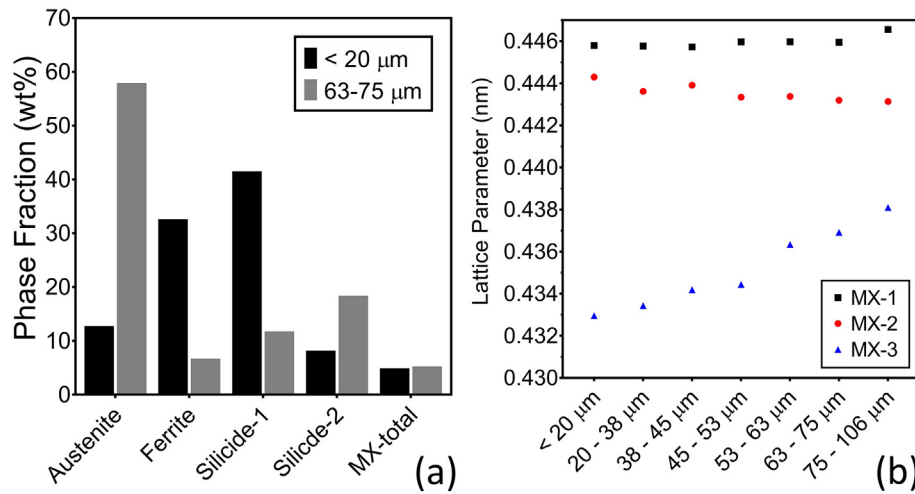 70
60
50
40
30
20
10
0
Phase Fraction (wt%)
< 20 μm
63-75 μm
Austenite
Ferrite
Silicide-1
Silicde-2
MX-total
(a)
0.446
0.444
0.442
0.440
0.438
0.436
0.434
0.432
0.430
Lattice Parameter (nm)
MX-1
MX-2
MX-3
< 20 μm
20 - 38 μm
38 - 45 μm
45 - 53 μm
53 - 63 μm
63 - 75 μm
75 - 106 μm
(b)